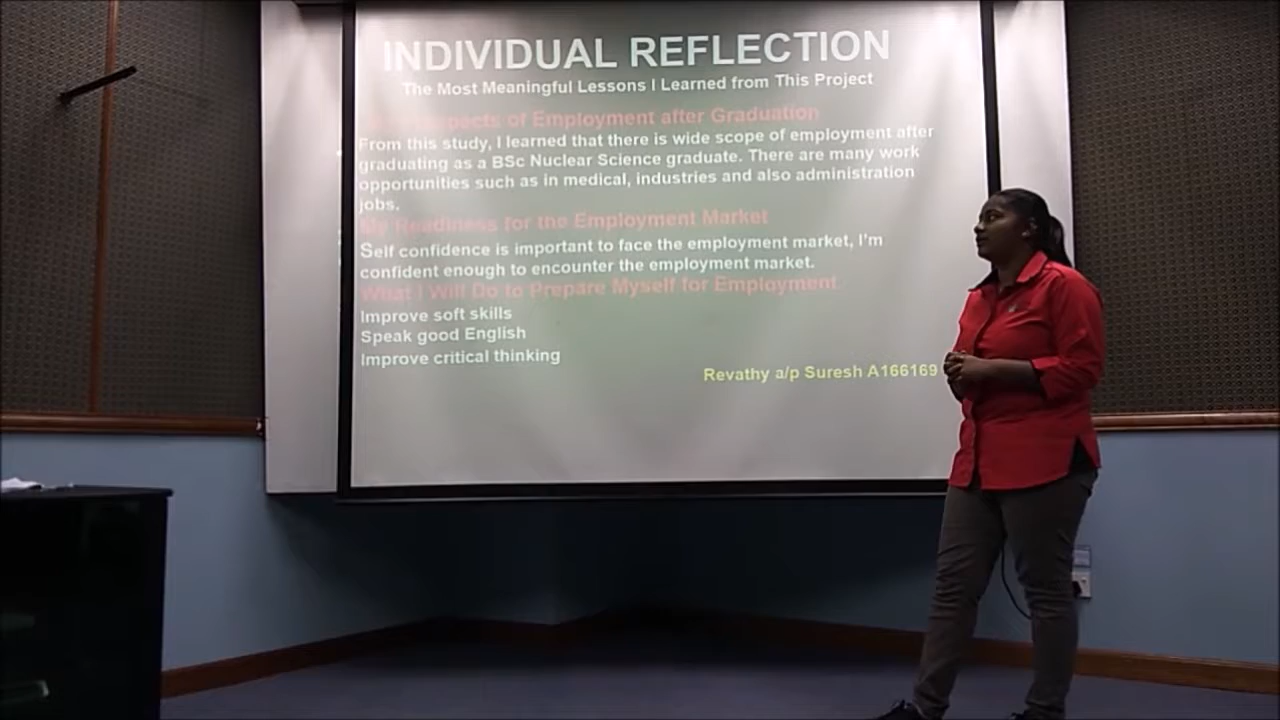 INDIVIDUAL REFLECTION
The Most Meaningful Lessons I Learned from This Project
of Employment after Graduation
From this study, I learned that there is wide scope of employment after
graduating as a BSc Nuclear Science graduate. There are many work
opportunities such as in medical, industries and also administration
jobs.
My Readiness for the Employment Market
Self confidence is important to face the employment market, I'm
confident enough to encounter the employment market.
What I Will Do to Prepare Myself for Employment
Improve soft skills
Speak good English
Improve critical thinking
Revathy a/p Suresh A166169